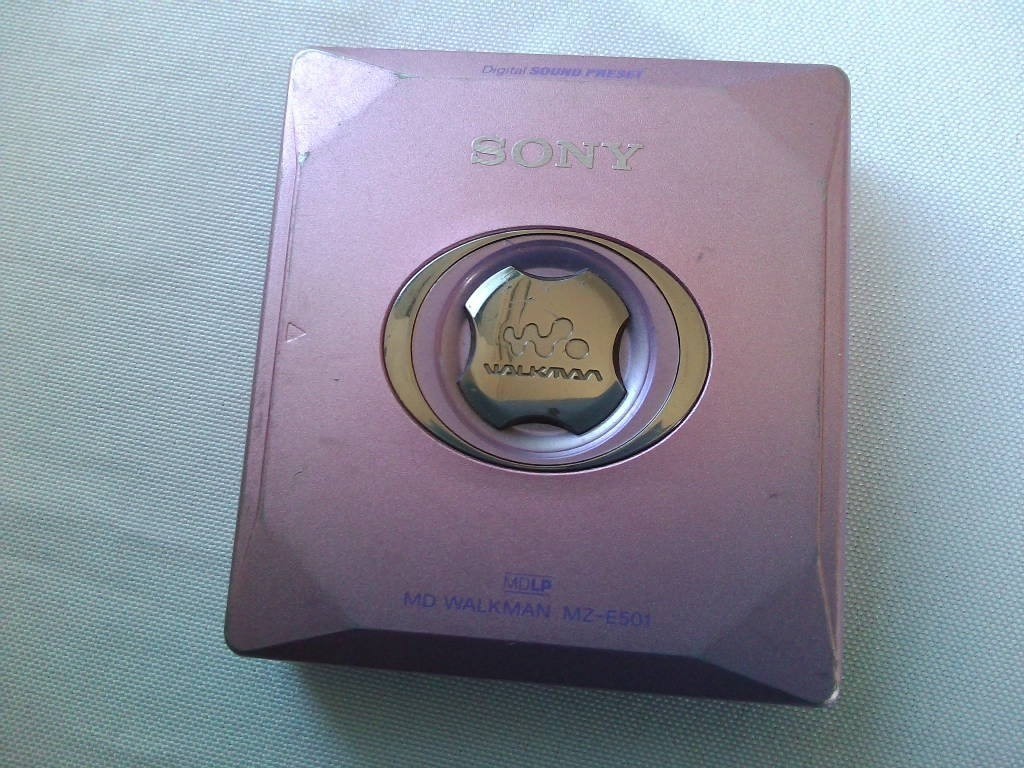 Digital SOUND PRESET
SONY
WALKMAN
MDLP
MD WALKMAN MZ-E501